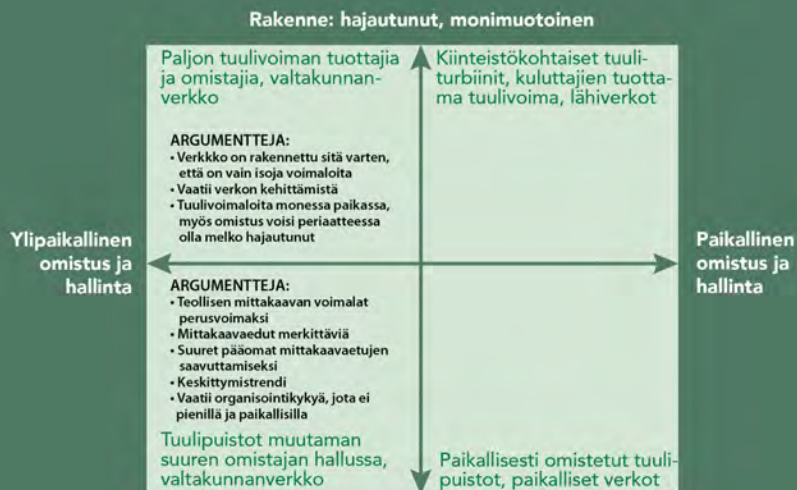 Rakenne: hajautunut, monimuotoinen
Paljon tuulivoiman tuottajia
ja omistajia, valtakunnan-
verkko
Kiinteistökohtaiset tuuli-
turbiinit, kuluttajien tuotta-
ma tuulivoima, lähiverkot
ARGUMENTTEJA:
• Verkkko on rakennettu sitä varten,
että on vain isoja voimaloita
• Vaatii verkon kehittämistä
• Tuulivoimaloita monessa paikassa,
myös omistus voisi periaatteessa
olla melko hajautunut
Ylipaikallinen
omistus ja
hallinta
Paikallinen
omistus ja
hallinta
ARGUMENTTEJA:
• Teollisen mittakaavan voimalat
perusvoimaksi
• Mittakaavaedut merkittäviä
• Suuret pääomat mittakaavaetujen
saavuttamiseksi
• Keskittymistrendi
• Vaatii organisointikykyä, jota ei
pienillä ja paikallisilla
Tuulipuistot muutaman
suuren omistajan hallussa,
valtakunnanverkko
Paikallisesti omistetut tuuli-
puistot, paikalliset verkot